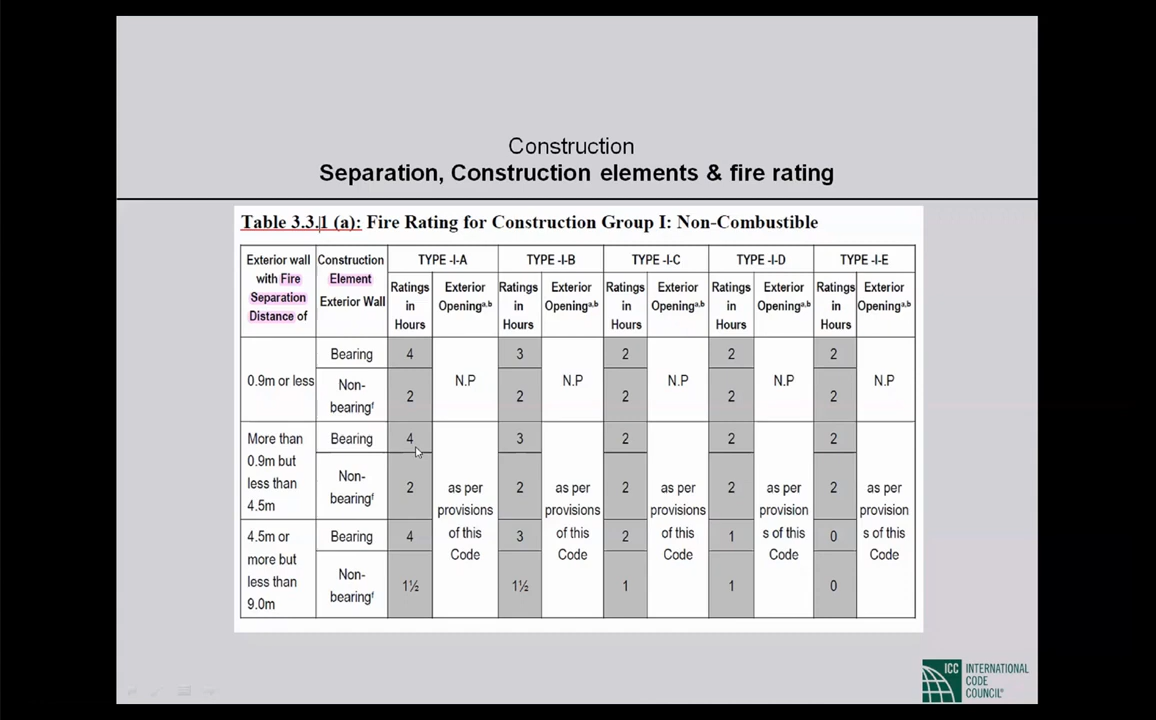 Construction
Separation, Construction elements & fire rating
Table 3.3.1 (a): Fire Rating for Construction Group I: Non-Combustible
Exterior wall with Fire Separation Distance of | Construction Element Exterior Wall | TYPE -I-A | TYPE -I-B | TYPE -I-C | TYPE -I-D | TYPE -I-E
Ratings in Hours | Exterior Openingᵃ,ᵇ | Ratings in Hours | Exterior Openingᵃ,ᵇ | Ratings in Hours | Exterior Openingᵃ,ᵇ | Ratings in Hours | Exterior Openingᵃ,ᵇ | Ratings in Hours | Exterior Openingᵃ,ᵇ
0.9m or less | Bearing | 4 | N.P | 3 | N.P | 2 | N.P | 2 | N.P | 2 | N.P
Non-bearingᶠ | 2 | 2 | 2 | 2 | 2
More than 0.9m but less than 4.5m | Bearing | 4 | as per provisions of this Code | 3 | as per provisions of this Code | 2 | as per provisions of this Code | 2 | as per provision s of this Code | 2 | as per provision s of this Code
Non-bearingᶠ | 2 | 2 | 2 | 2 | 2
4.5m or more but less than 9.0m | Bearing | 4 | 3 | 2 | 1 | 0
Non-bearingᶠ | 1½ | 1½ | 1 | 1 | 0
ICC INTERNATIONAL
CODE
COUNCIL®